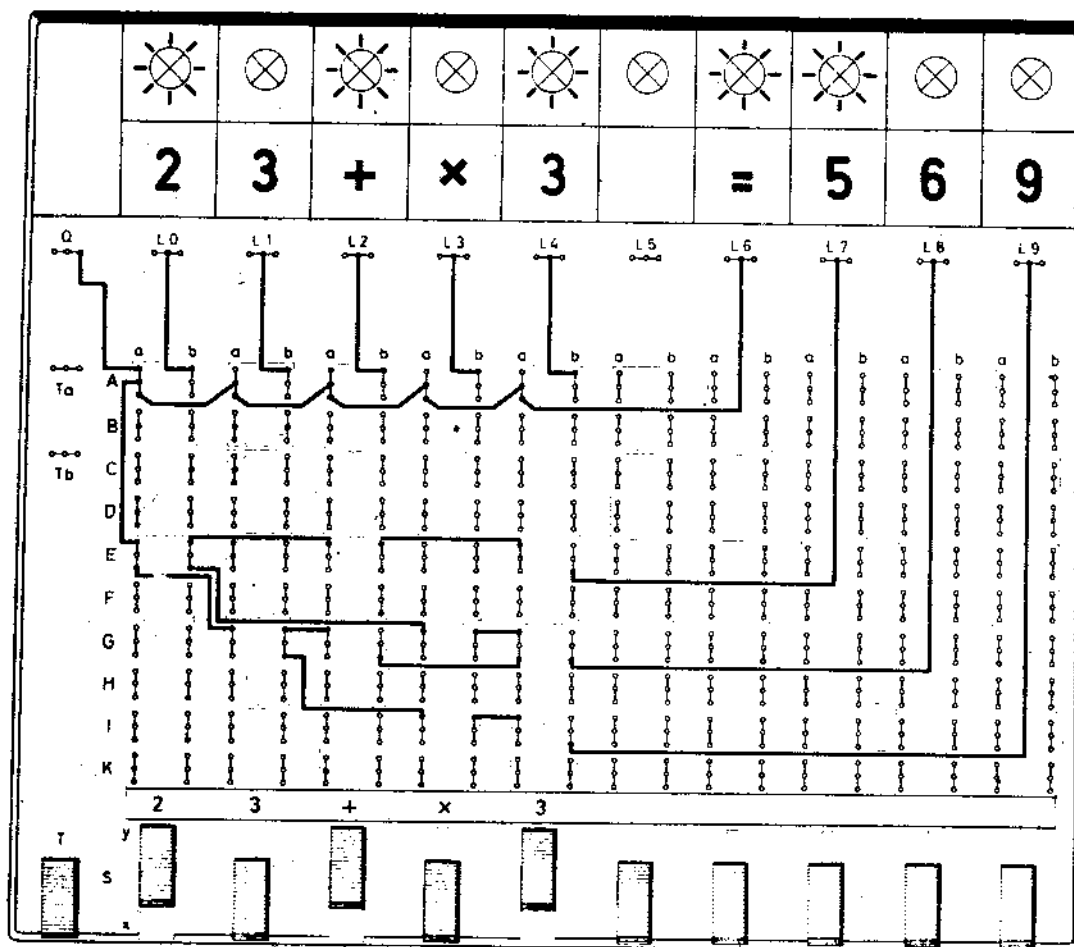 2 3 + × 3 = 5 6 9
Q L0 L1 L2 L3 L4 L5 L6 L7 L8 L9
a b a b a b a b a b a b a b a b a b a b
Ta A
B
Tb C
D
E
F
G
H
I
K
2 3 + × 3
T y
S
x